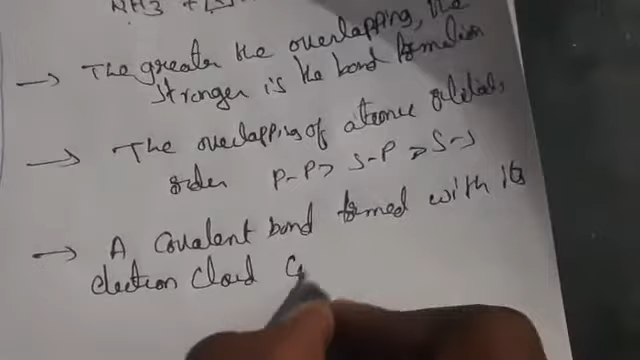 NH3 +
→ The greater the overlapping, the
stronger is the bond formation
→ The overlapping of atomic orbitals,
order P-P > S-P > S-S
→ A Covalent bond formed with its
electron cloud